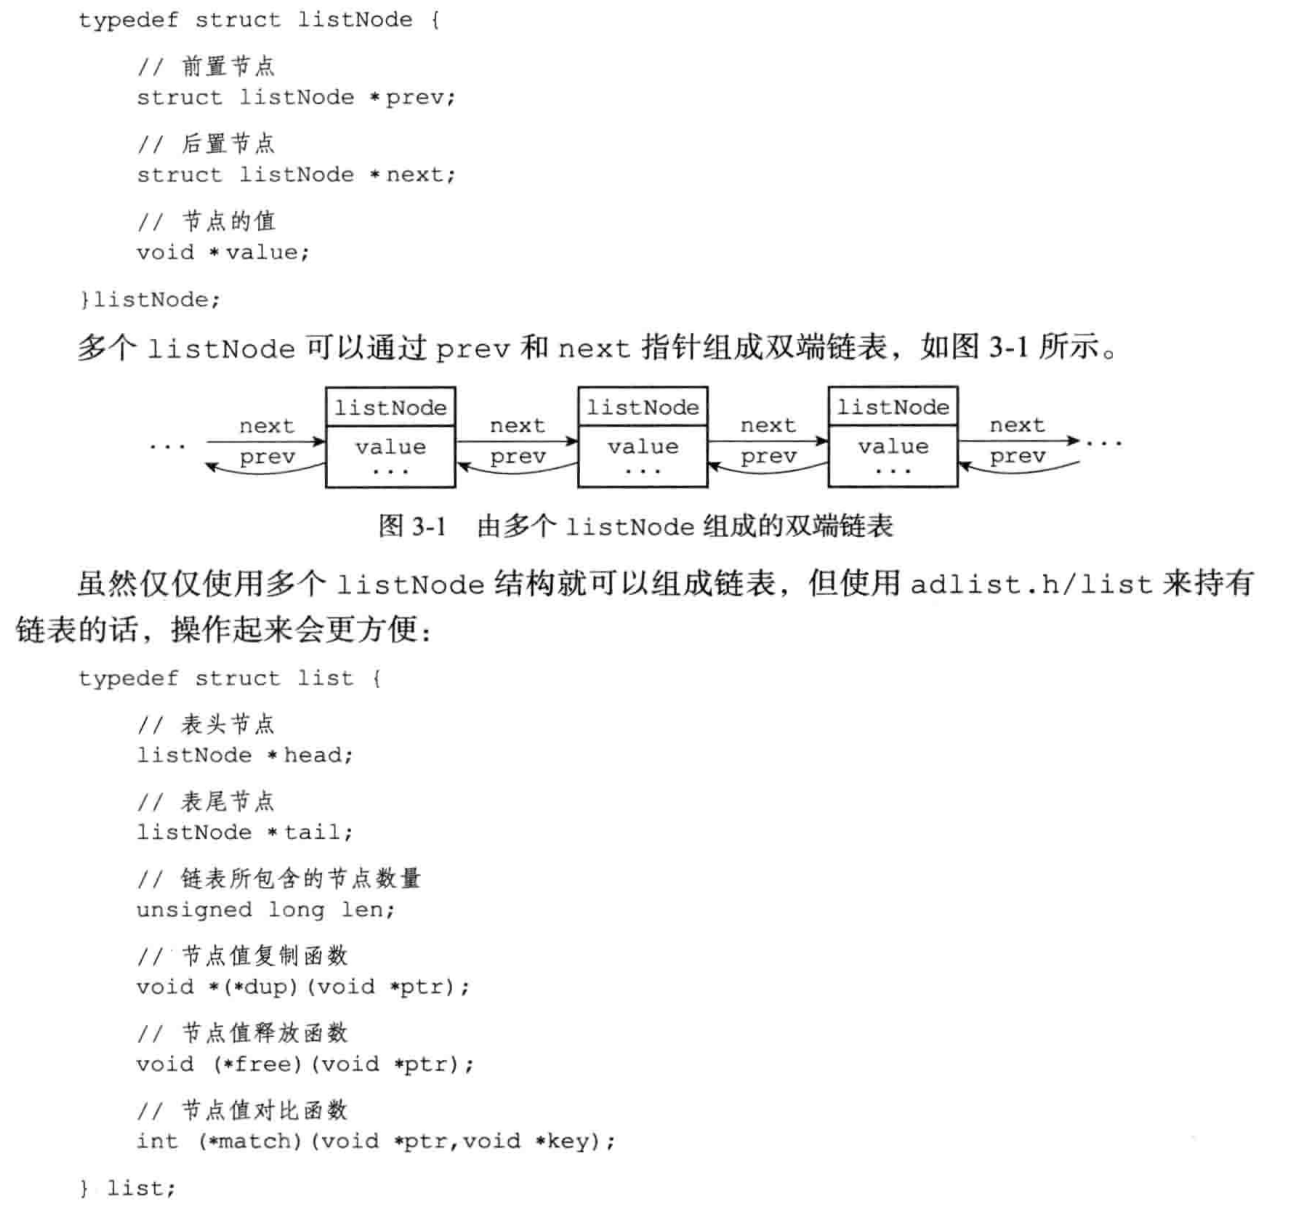 typedef struct listNode {
// 前置节点
struct listNode *prev;
// 后置节点
struct listNode *next;
// 节点的值
void *value;
}listNode;
多个 listNode 可以通过 prev 和 next 指针组成双端链表，如图 3-1 所示。
listNode listNode listNode
next next next next
... value value value ...
prev prev prev prev
... ... ...
图 3-1 由多个 listNode 组成的双端链表
虽然仅仅使用多个 listNode 结构就可以组成链表，但使用 adlist.h/list 来持有
链表的话，操作起来会更方便：
typedef struct list {
// 表头节点
listNode *head;
// 表尾节点
listNode *tail;
// 链表所包含的节点数量
unsigned long len;
// 节点值复制函数
void *(*dup)(void *ptr);
// 节点值释放函数
void (*free)(void *ptr);
// 节点值对比函数
int (*match)(void *ptr,void *key);
} list;